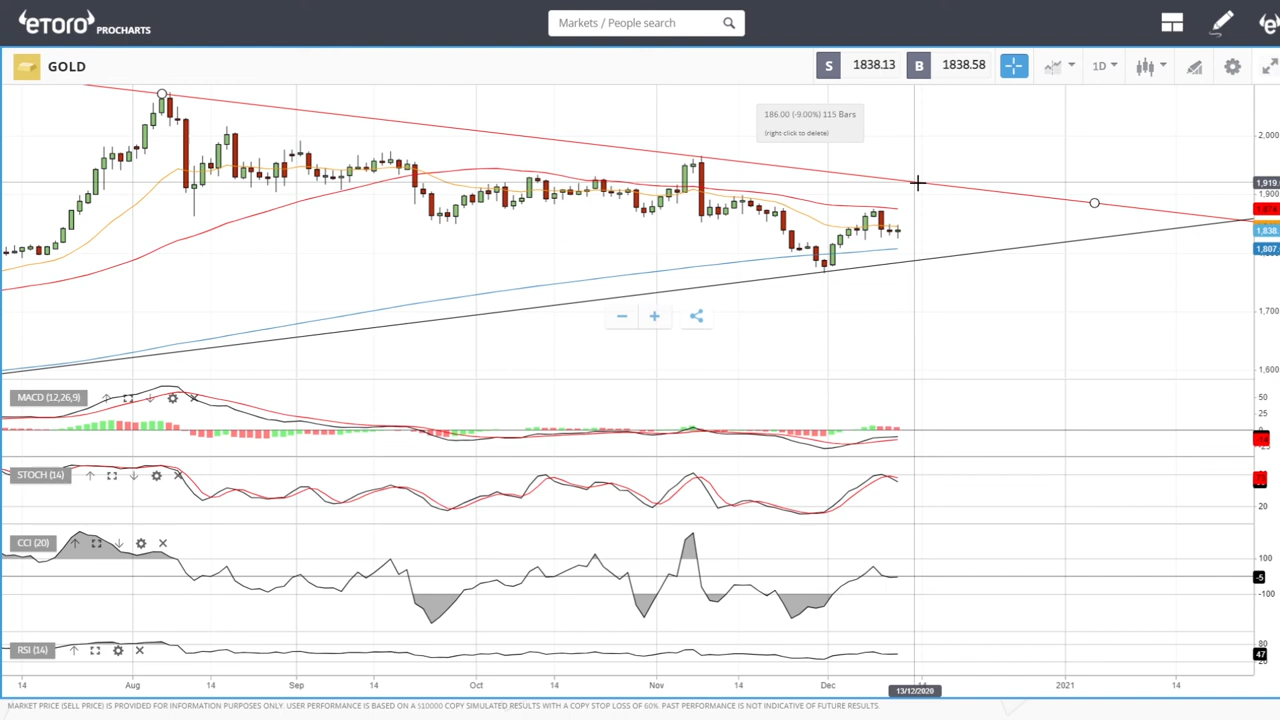 eToro PROCHARTS
Markets / People search
GOLD
S 1838.13 B 1838.58
1D
186.00 (-9.00%) 115 Bars
(right click to delete)
2,000
1,919
1,900
1,838.
1,807.
1,700
1,600
MACD (12,26,9)
50
25
0
STOCH (14)
20
CCI (20)
100
-5
-100
RSI (14)
80
47
20
14 Aug 14 Sep 14 Oct 14 Nov 14 Dec 14 2021 14
13/12/2020
MARKET PRICE (SELL PRICE) IS PROVIDED FOR INFORMATION PURPOSES ONLY. USER PERFORMANCE IS BASED ON A $10000 COPY SIMULATED RESULTS WITH A COPY STOP LOSS OF 60%. PAST PERFORMANCE IS NOT INDICATIVE OF FUTURE RESULTS.